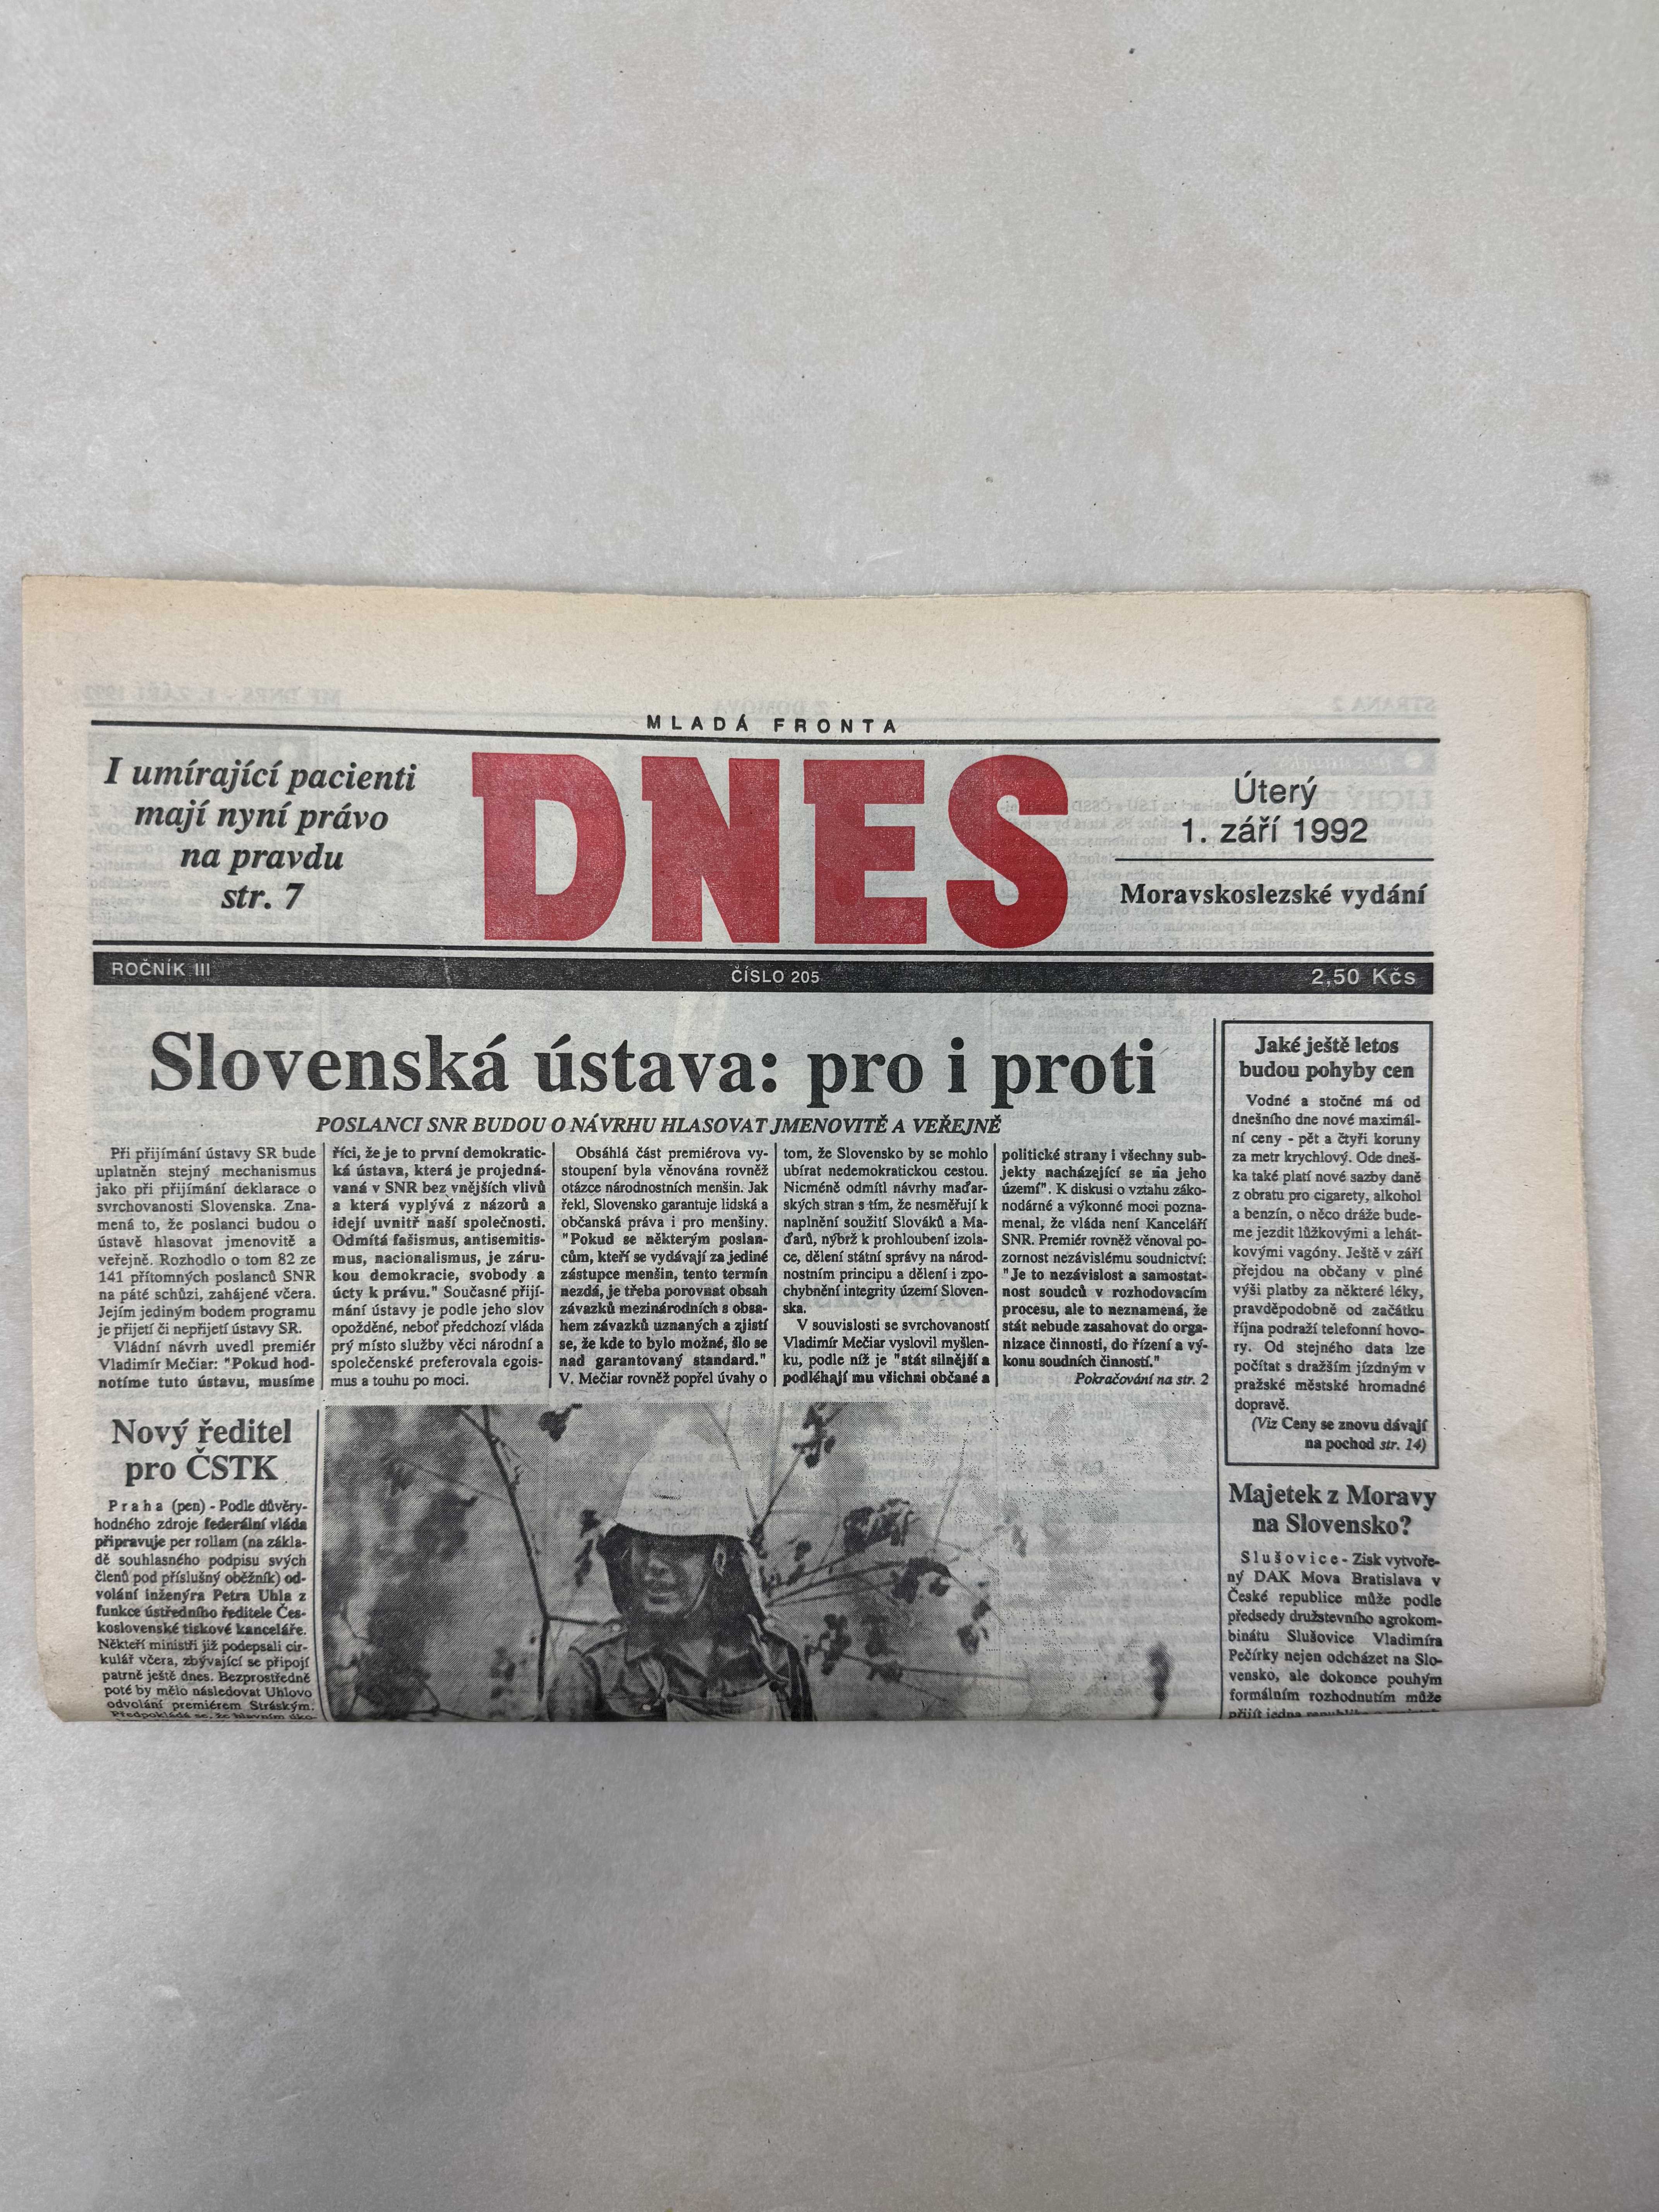 MLADÁ FRONTA
I umírající pacienti
mají nyní právo
na pravdu
str. 7
DNES
Úterý
1. září 1992
Moravskoslezské vydání
ROČNÍK III
ČÍSLO 205
2,50 Kčs
Slovenská ústava: pro i proti
POSLANCI SNR BUDOU O NÁVRHU HLASOVAT JMENOVITĚ A VEŘEJNĚ
Při přijímání ústavy SR bude
uplatněn stejný mechanismus
jako při přijímání deklarace o
svrchovanosti Slovenska. Zna-
mená to, že poslanci budou o
ústavě hlasovat jmenovitě a
veřejně. Rozhodlo o tom 82 ze
141 přítomných poslanců SNR
na páté schůzi, zahájené včera.
Jejím jediným bodem programu
je přijetí či nepřijetí ústavy SR.
Vládní návrh uvedl premiér
Vladimír Mečiar: "Pokud hod-
notíme tuto ústavu, musíme
říci, že je to první demokratic-
ká ústava, která je projedná-
vaná v SNR bez vnějších vlivů
a která vyplývá z názorů a
idejí uvnitř naší společnosti.
Odmítá fašismus, antisemitis-
mus, nacionalismus, je záru-
kou demokracie, svobody a
úcty k právu." Současné přijí-
mání ústavy je podle jeho slov
opožděné, neboť předchozí vláda
prý místo služby věci národní a
společenské preferovala egois-
mus a touhu po moci.
Obsáhlá část premiérova vy-
stoupení byla věnována rovněž
otázce národnostních menšin. Jak
řekl, Slovensko garantuje lidská a
občanská práva i pro menšiny.
"Pokud se některým poslan-
cům, kteří se vydávají za jediné
zástupce menšin, tento termín
nezdá, je třeba porovnat obsah
závazků mezinárodních s obsa-
hem závazků uznaných a zjistí
se, že kde to bylo možné, šlo se
nad garantovaný standard."
V. Mečiar rovněž popřel úvahy o
tom, že Slovensko by se mohlo
ubírat nedemokratickou cestou.
Nicméně odmítl návrhy maďar-
ských stran s tím, že nesměřují k
naplnění soužití Slováků a Ma-
ďarů, nýbrž k prohloubení izola-
ce, dělení státní správy na národ-
nostním principu a dělení i zpo-
chybnění integrity území Sloven-
ska.
V souvislosti se svrchovaností
Vladimír Mečiar vyslovil myšlen-
ku, podle níž je "stát silnější a
podléhají mu všichni občané a
politické strany i všechny sub-
jekty nacházející se na jeho
území". K diskusi o vztahu záko-
nodárné a výkonné moci pozna-
menal, že vláda není Kanceláří
SNR. Premiér rovněž věnoval po-
zornost nezávislému soudnictví:
"Je to nezávislost a samostat-
nost soudců v rozhodovacím
procesu, ale to neznamená, že
stát nebude zasahovat do orga-
nizace činnosti, do řízení a vý-
konu soudních činností."
Pokračování na str. 2
Jaké ještě letos
budou pohyby cen
Vodné a stočné má od
dnešního dne nové maximál-
ní ceny - pět a čtyři koruny
za metr krychlový. Ode dneš-
ka také platí nové sazby daně
z obratu pro cigarety, alkohol
a benzín, o něco dráže bude-
me jezdit lůžkovými a lehát-
kovými vagóny. Ještě v září
přejdou na občany v plné
výši platby za některé léky,
pravděpodobně od začátku
října podraží telefonní hovo-
ry. Od stejného data lze
počítat s dražším jízdným v
pražské městské hromadné
dopravě.
(Viz Ceny se znovu dávají
na pochod str. 14)
Nový ředitel
pro ČSTK
Praha (pen) - Podle důvěry-
hodného zdroje federální vláda
připravuje per rollam (na zákla-
dě souhlasného podpisu svých
členů pod příslušný oběžník) od-
volání inženýra Petra Uhla z
funkce ústředního ředitele Čes-
koslovenské tiskové kanceláře.
Někteří ministři již podepsali cir-
kulář včera, zbývající se připojí
patrně ještě dnes. Bezprostředně
poté by mělo následovat Uhlovo
odvolání premiérem Stráským.
Předpokládá se, že hlavním úko-
Majetek z Moravy
na Slovensko?
Slušovice - Zisk vytvoře-
ný DAK Mova Bratislava v
České republice může podle
předsedy družstevního agrokom-
binátu Slušovice Vladimíra
Pečírky nejen odcházet na Slo-
vensko, ale dokonce pouhým
formálním rozhodnutím může
přijít jedna